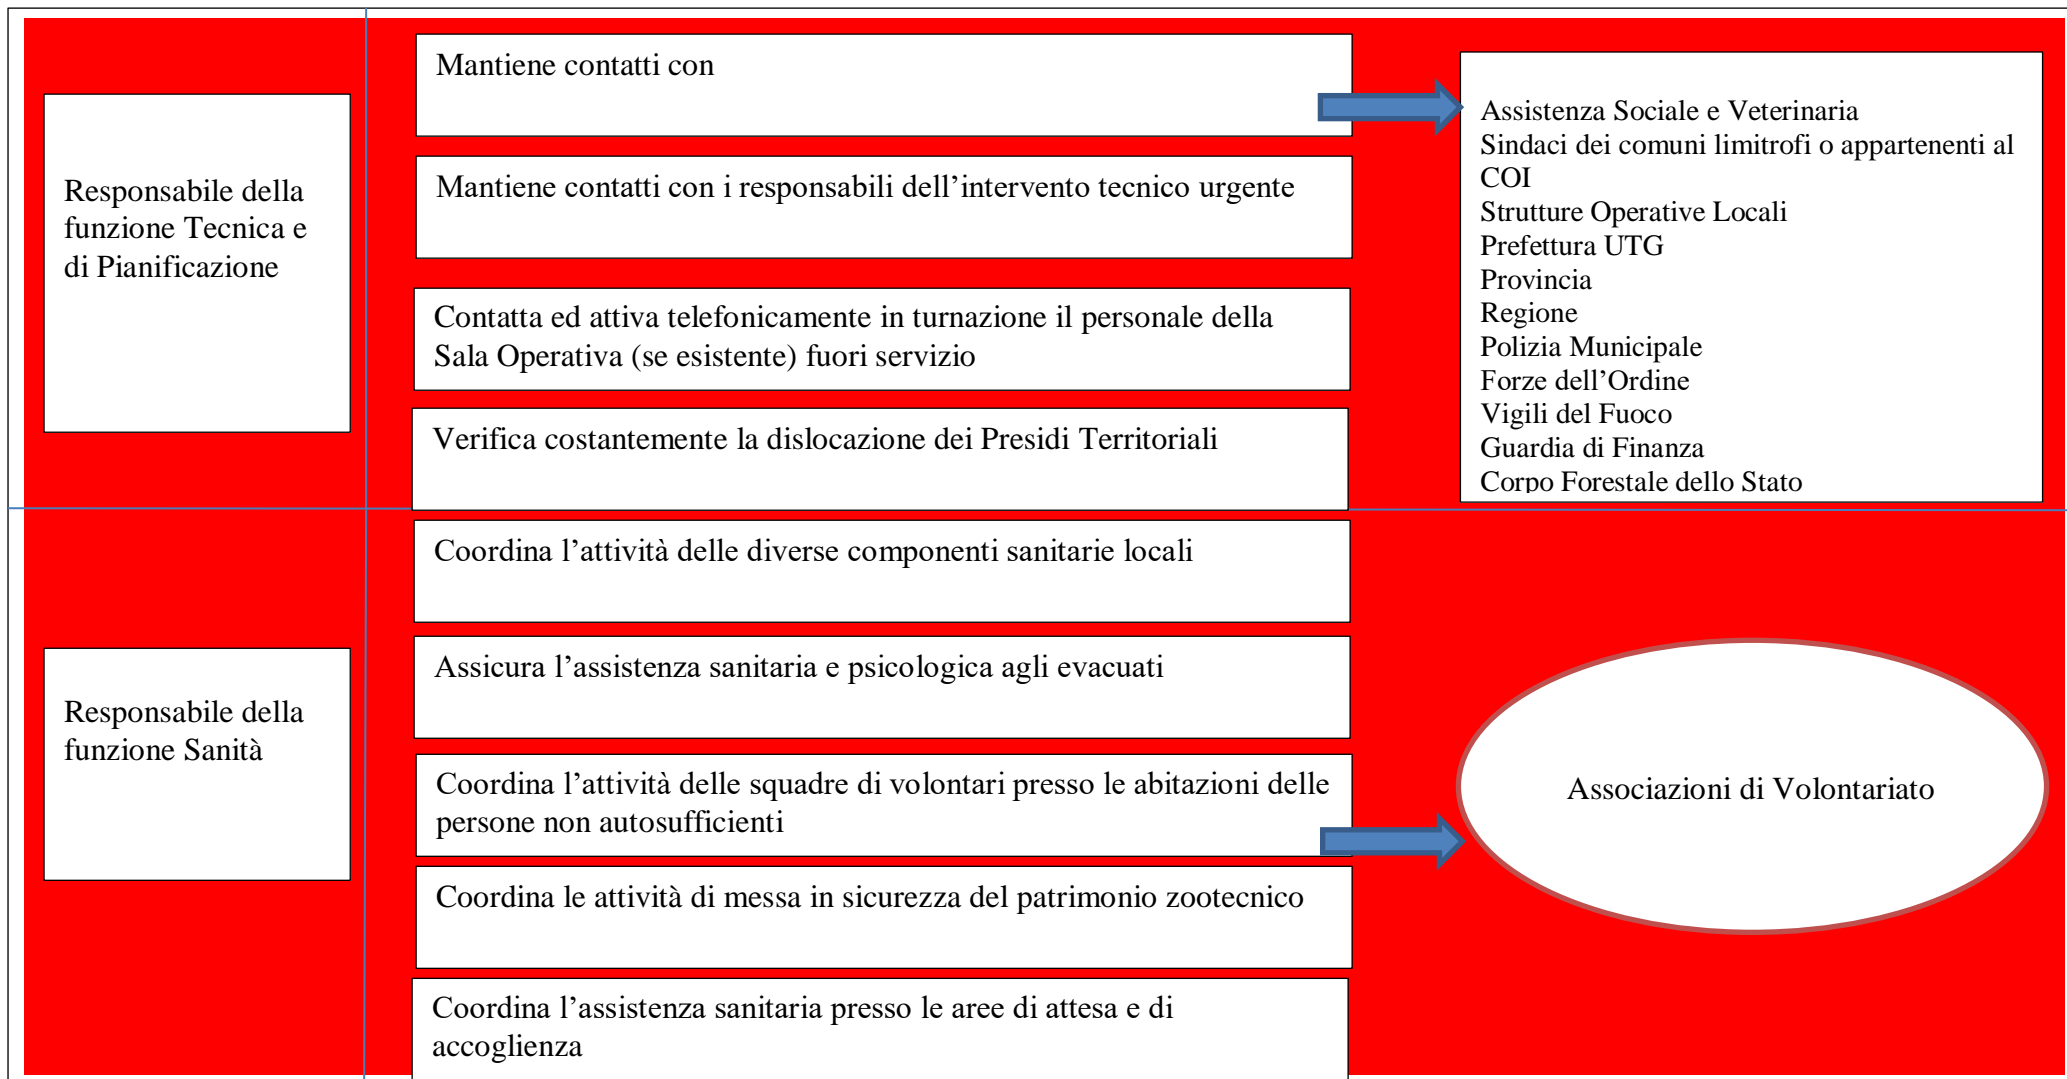 Responsabile della
funzione Tecnica e
di Pianificazione
Mantiene contatti con
Mantiene contatti con i responsabili dell’intervento tecnico urgente
Contatta ed attiva telefonicamente in turnazione il personale della
Sala Operativa (se esistente) fuori servizio
Verifica costantemente la dislocazione dei Presidi Territoriali
Assistenza Sociale e Veterinaria
Sindaci dei comuni limitrofi o appartenenti al
COI
Strutture Operative Locali
Prefettura UTG
Provincia
Regione
Polizia Municipale
Forze dell’Ordine
Vigili del Fuoco
Guardia di Finanza
Corpo Forestale dello Stato
Responsabile della
funzione Sanità
Coordina l’attività delle diverse componenti sanitarie locali
Assicura l’assistenza sanitaria e psicologica agli evacuati
Coordina l’attività delle squadre di volontari presso le abitazioni delle
persone non autosufficienti
Coordina le attività di messa in sicurezza del patrimonio zootecnico
Coordina l’assistenza sanitaria presso le aree di attesa e di
accoglienza
Associazioni di Volontariato